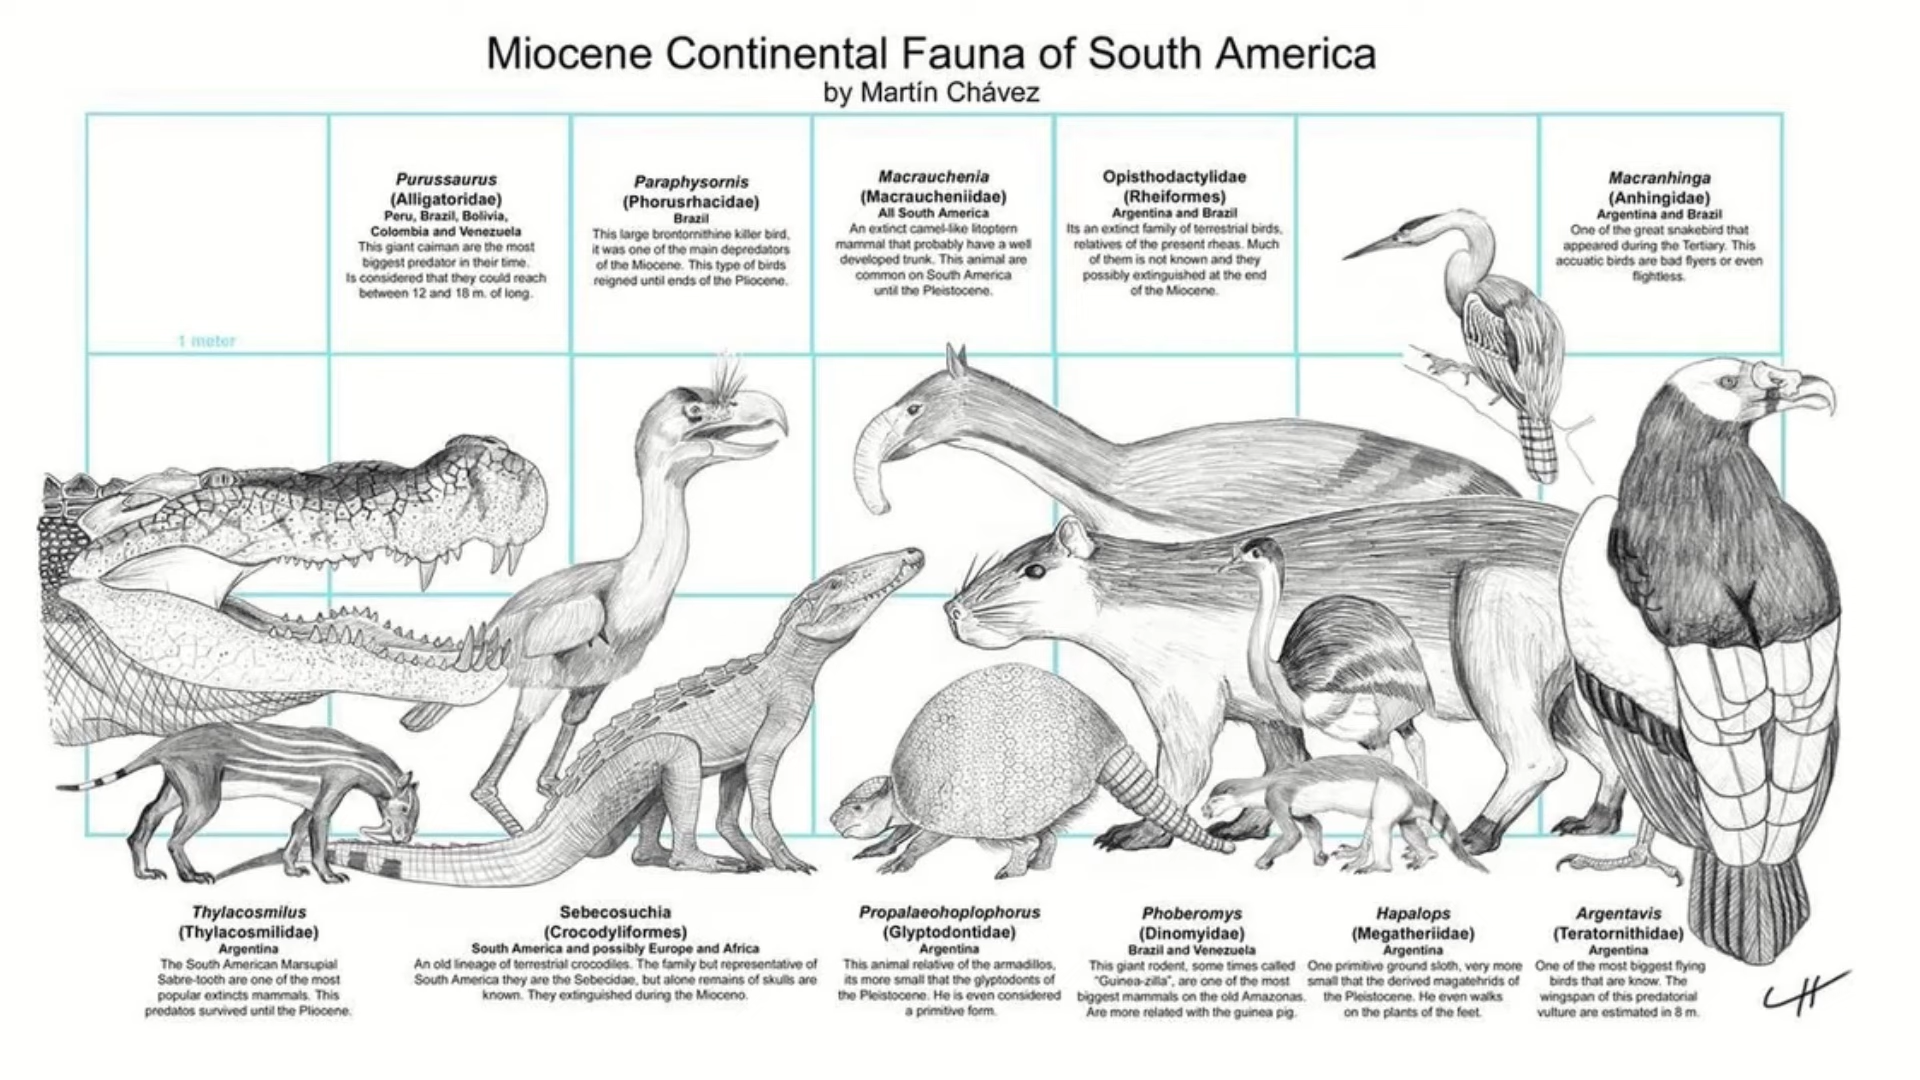 Miocene Continental Fauna of South America
by Martín Chávez
Purussaurus
(Alligatoridae)
Peru, Brazil, Bolivia,
Colombia and Venezuela
This giant caiman are the most
biggest predator in their time.
Is considered that they could reach
between 12 and 18 m. of long.
Paraphysornis
(Phorusrhacidae)
Brazil
This large brontornithine killer bird,
it was one of the main depredators
of the Miocene. This type of birds
reigned until ends of the Pliocene.
Macrauchenia
(Macraucheniidae)
All South America
An extinct camel-like litoptern
mammal that probably have a well
developed trunk. This animal are
common on South America
until the Pleistocene.
Opisthodactylidae
(Rheiformes)
Argentina and Brazil
Its an extinct family of terrestrial birds,
relatives of the present rheas. Much
of them is not known and they
possibly extinguished at the end
of the Miocene.
Macranhinga
(Anhingidae)
Argentina and Brazil
One of the great snakebird that
appeared during the Tertiary. This
accuatic birds are bad flyers or even
flightless.
1 meter
Thylacosmilus
(Thylacosmilidae)
Argentina
The South American Marsupial
Sabre-tooth are one of the most
popular extincts mammals. This
predatos survived until the Pliocene.
Sebecosuchia
(Crocodyliformes)
South America and possibly Europe and Africa
An old lineage of terrestrial crocodiles. The family but representative of
South America they are the Sebecidae, but alone remains of skulls are
known. They extinguished during the Mioceno.
Propalaeohoplophorus
(Glyptodontidae)
Argentina
This animal relative of the armadillos,
its more small that the glyptodonts of
the Pleistocene. He is even considered
a primitive form.
Phoberomys
(Dinomyidae)
Brazil and Venezuela
This giant rodent, some times called
"Guinea-zilla", are one of the most
biggest mammals on the old Amazonas.
Are more related with the guinea pig.
Hapalops
(Megatheriidae)
Argentina
One primitive ground sloth, very more
small that the derived magatehrids of
the Pleistocene. He even walks
on the plants of the feet.
Argentavis
(Teratornithidae)
Argentina
One of the most biggest flying
birds that are know. The
wingspan of this predatorial
vulture are estimated in 8 m.